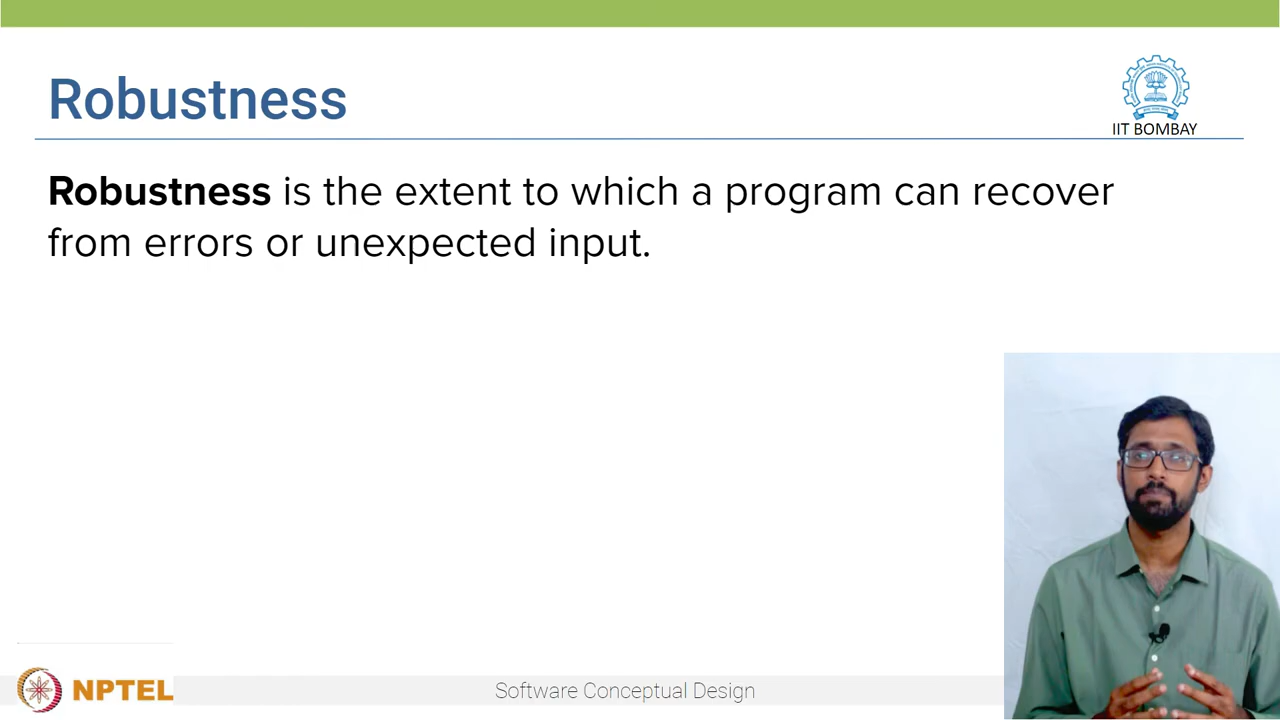 Robustness
IIT BOMBAY
Robustness is the extent to which a program can recover
from errors or unexpected input.
NPTEL
Software Conceptual Design